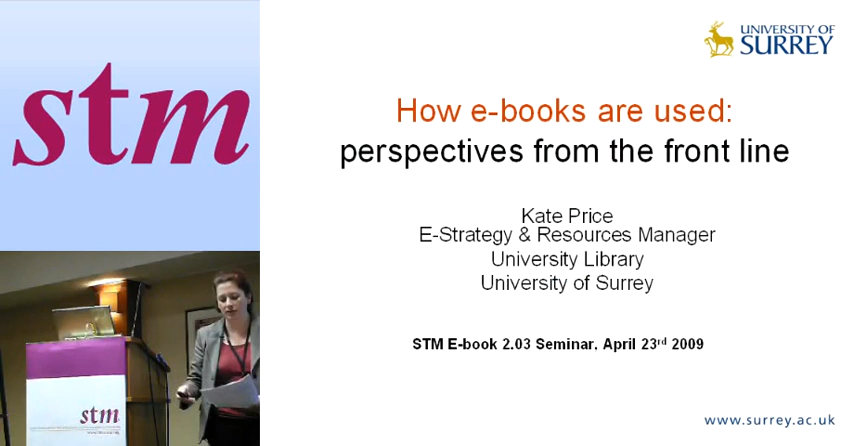 stm
UNIVERSITY OF
SURREY
How e-books are used:
perspectives from the front line
Kate Price
E-Strategy & Resources Manager
University Library
University of Surrey
STM E-book 2.03 Seminar, April 23rd 2009
www.surrey.ac.uk
stm